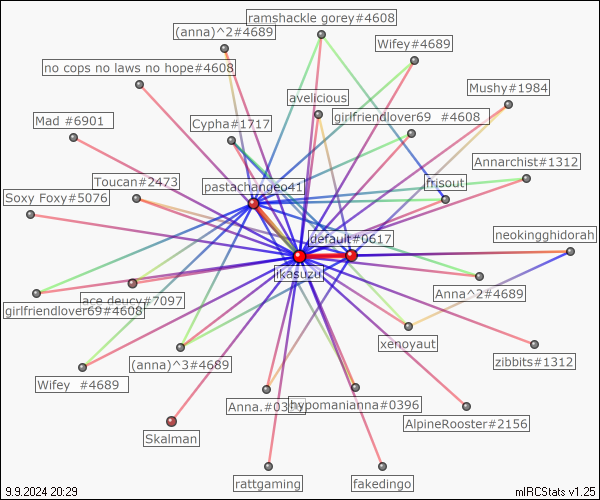 ramshackle gorey#4608
(anna)^2#4689
Wifey#4689
no cops no laws no hope#4608
Mushy#1984
avelicious
girlfriendlover69 #4608
Mad #6901
Cypha#1717
Annarchist#1312
Toucan#2473
pastachangeo41
frisout
Soxy Foxy#5076
default#0617
neokingghidorah
jkasuzu
Anna^2#4689
ace deucy#7097
girlfriendlover69#4608
xenoyaut
(anna)^3#4689
zibbits#1312
Wifey #4689
Anna.#03
hypomanianna#0396
AlpineRooster#2156
Skalman
rattgaming
fakedingo
9.9.2024 20:29
mIRCStats v1.25